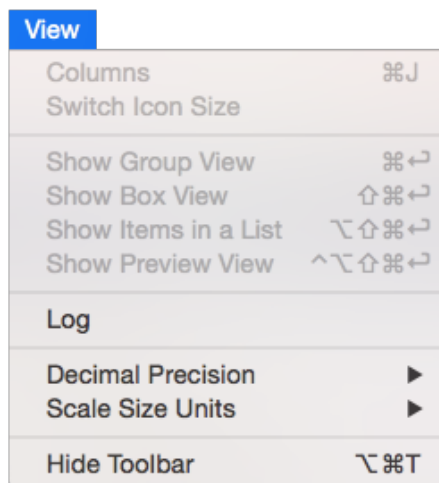 View
Columns ⌘J
Switch Icon Size
Show Group View ⌘↩
Show Box View ⇧⌘↩
Show Items in a List ⌥⇧⌘↩
Show Preview View ^⌥⇧⌘↩
Log
Decimal Precision ▶
Scale Size Units ▶
Hide Toolbar ⌥⌘T